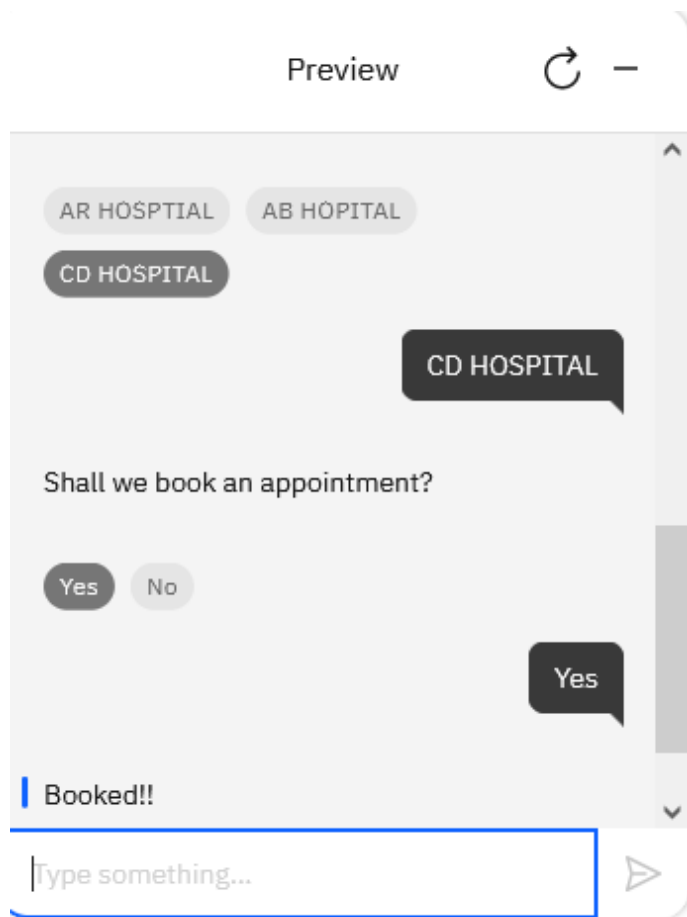 Preview
AR HOSPTIAL AB HOPITAL
CD HOSPITAL
CD HOSPITAL
Shall we book an appointment?
Yes No
Yes
Booked!!
Type something...